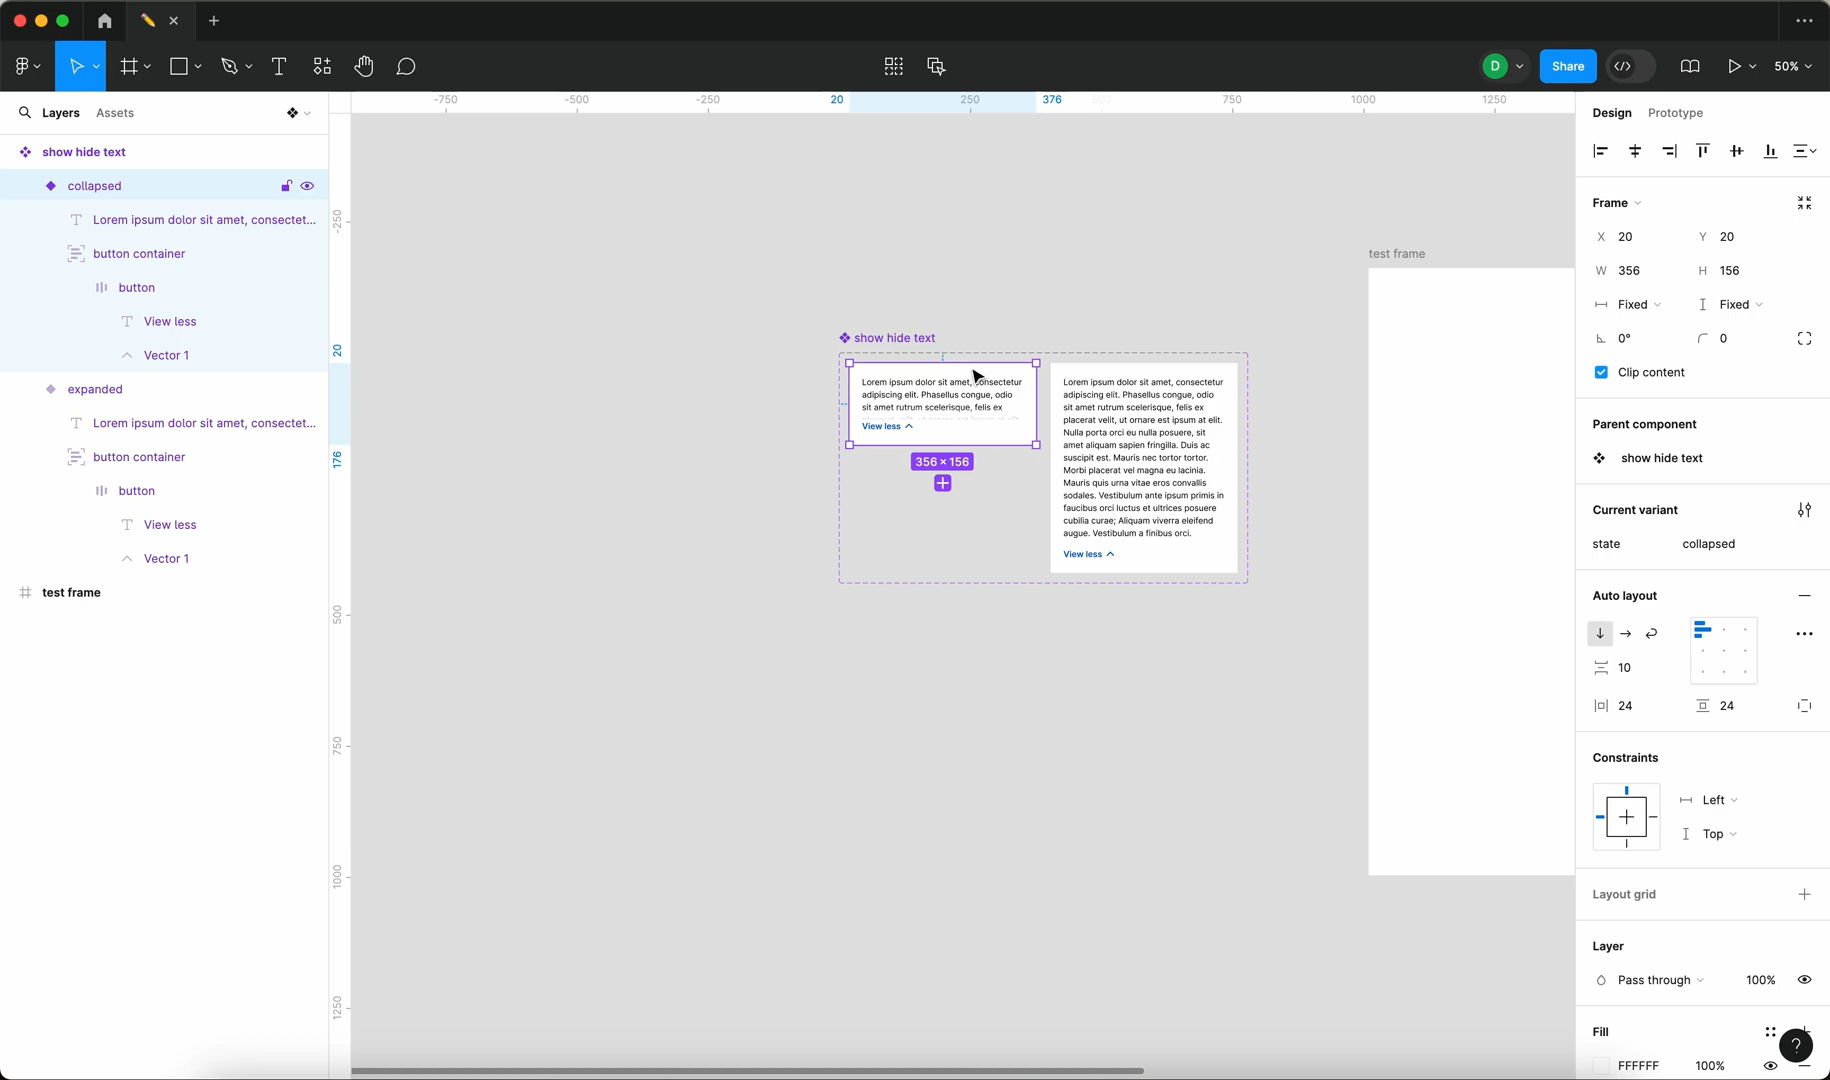 D
Share
50%
Layers
Assets
show hide text
collapsed
Lorem ipsum dolor sit amet, consectet...
button container
button
View less
Vector 1
expanded
Lorem ipsum dolor sit amet, consectet...
button container
button
View less
Vector 1
test frame
-750
-500
-250
20
250
376
500
750
1000
1250
-250
20
176
500
750
1000
1250
test frame
show hide text
Lorem ipsum dolor sit amet, consectetur
adipiscing elit. Phasellus congue, odio
sit amet rutrum scelerisque, felis ex
View less
356 × 156
Lorem ipsum dolor sit amet, consectetur
adipiscing elit. Phasellus congue, odio
sit amet rutrum scelerisque, felis ex
placerat velit, ut ornare est ipsum at elit.
Nulla porta orci eu nulla posuere, sit
amet aliquam sapien fringilla. Duis ac
suscipit est. Mauris nec tortor tortor.
Morbi placerat vel magna eu lacinia.
Mauris quis urna vitae eros convallis
sodales. Vestibulum ante ipsum primis in
faucibus orci luctus et ultrices posuere
cubilia curae; Aliquam viverra eleifend
augue. Vestibulum a finibus orci.
View less
Design
Prototype
Frame
X 20
Y 20
W 356
H 156
Fixed
Fixed
0°
0
Clip content
Parent component
show hide text
Current variant
state
collapsed
Auto layout
10
24
24
Constraints
Left
Top
Layout grid
Layer
Pass through
100%
Fill
FFFFFF
100%
?